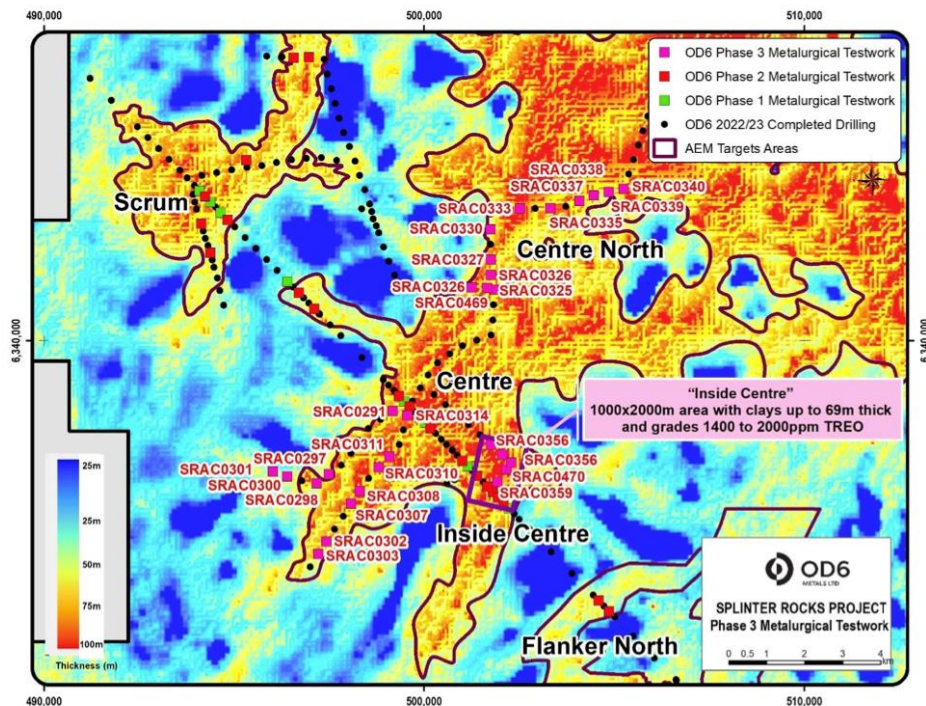 490,000
500,000
510,000
OD6 Phase 3 Metalurgical Testwork
OD6 Phase 2 Metalurgical Testwork
OD6 Phase 1 Metalurgical Testwork
OD6 2022/23 Completed Drilling
AEM Targets Areas
Scrum
SRAC0338
SRAC0337
SRAC0340
SRAC0333
SRAC0339
SRAC0335
SRAC0330
Centre North
SRAC0327
SRAC0326
SRAC0326
SRAC0325
SRAC0469
6,340,000
6,340,000
Centre
"Inside Centre"
1000x2000m area with clays up to 69m thick
and grades 1400 to 2000ppm TREO
SRAC0291
SRAC0314
SRAC0311
SRAC0356
SRAC0297
SRAC0301
SRAC0356
SRAC0310
SRAC0300
SRAC0470
SRAC0298
SRAC0308
SRAC0359
SRAC0307
Inside Centre
SRAC0302
SRAC0303
25m
25m
50m
75m
100m
Thickness (m)
Flanker North
OD6
METALS LTD
SPLINTER ROCKS PROJECT
Phase 3 Metalurgical Testwork
0 0.5 1 2 3 4
km
490,000
500,000
510,000